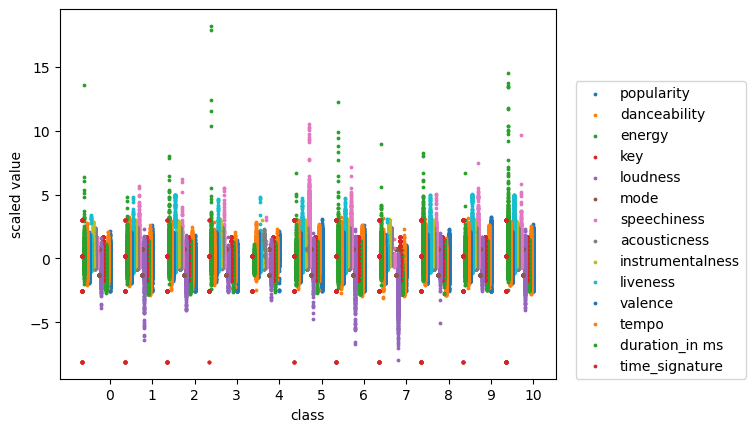 15
10
5
0
−5
scaled value
0 1 2 3 4 5 6 7 8 9 10
class
popularity
danceability
energy
key
loudness
mode
speechiness
acousticness
instrumentalness
liveness
valence
tempo
duration_in ms
time_signature